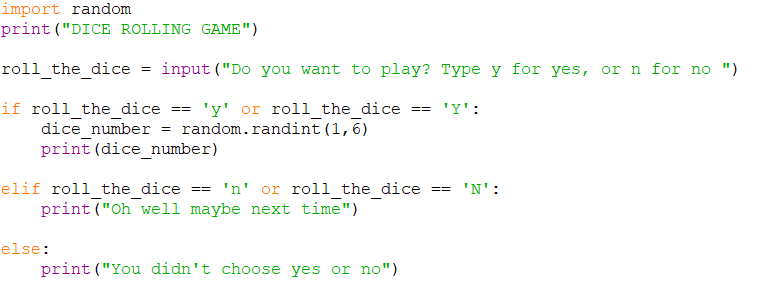 import random
print("DICE ROLLING GAME")
roll_the_dice = input("Do you want to play? Type y for yes, or n for no ")
if roll_the_dice == 'y' or roll_the_dice == 'Y':
    dice_number = random.randint(1,6)
    print(dice_number)
elif roll_the_dice == 'n' or roll_the_dice == 'N':
    print("Oh well maybe next time")
else:
    print("You didn't choose yes or no")